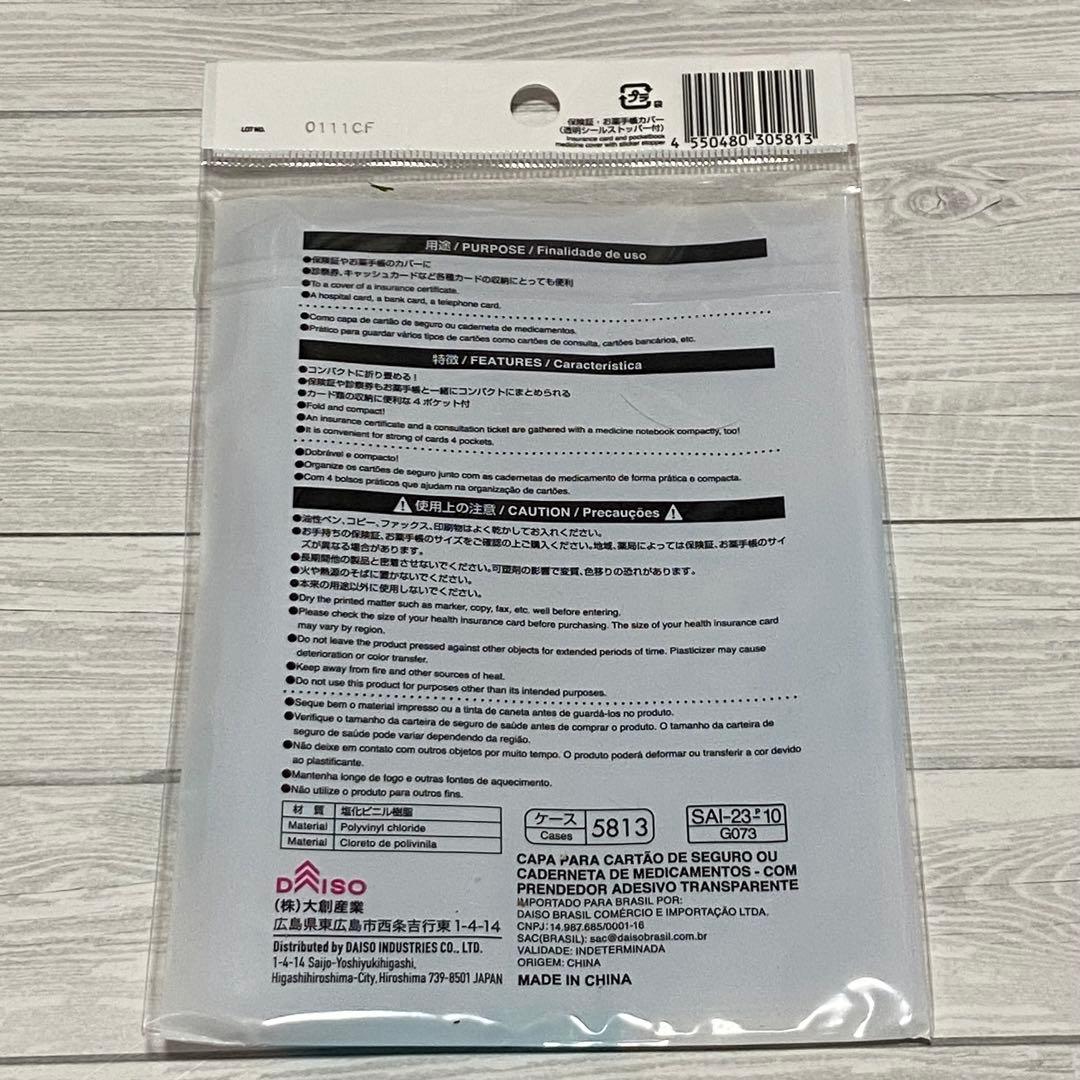 LOT NO. 0111CF
プラ
袋
保険証・お薬手帳カバー
(透明シールストッパー付)
Insurance card and pocketbook
medicine cover with sticker stopper
4 550480 305813
用途 / PURPOSE / Finalidade de uso
●保険証やお薬手帳のカバーに
●診察券、キャッシュカードなど各種カードの収納にとっても便利
●To a cover of a insurance certificate.
●A hospital card, a bank card, a telephone card.
●Como capa de cartão de seguro ou caderneta de medicamentos.
●Prático para guardar vários tipos de cartões como cartões de consulta, cartões bancários, etc.
特徴 / FEATURES / Característica
●コンパクトに折り畳める!
●保険証や診察券もお薬手帳と一緒にコンパクトにまとめられる
●カード類の収納に便利な4ポケット付
●Fold and compact!
●An insurance certificate and a consultation ticket are gathered with a medicine notebook compactly, too!
●It is convenient for strong of cards 4 pockets.
●Dobrável e compacto!
●Organize os cartões de seguro junto com as cadernetas de medicamento de forma prática e compacta.
●Com 4 bolsos práticos que ajudam na organização de cartões.
使用上の注意 / CAUTION / Precauções
●油性ペン、コピー、ファックス、印刷物はよく乾かしてお入れください。
●お手持ちの保険証、お薬手帳のサイズをご確認の上ご購入ください。地域、薬局によっては保険証、お薬手帳のサイ
ズが異なる場合があります。
●長期間他の製品と密着させないでください。可塑剤の影響で変質、色移りの恐れがあります。
●火や熱源のそばに置かないでください。
●本来の用途以外に使用しないでください。
●Dry the printed matter such as marker, copy, fax, etc. well before entering.
●Please check the size of your health insurance card before purchasing. The size of your health insurance card
may vary by region.
●Do not leave the product pressed against other objects for extended periods of time. Plasticizer may cause
deterioration or color transfer.
●Keep away from fire and other sources of heat.
●Do not use this product for purposes other than its intended purposes.
●Seque bem o material impresso ou a tinta de caneta antes de guardá-los no produto.
●Verifique o tamanho da carteira de seguro de saúde antes de comprar o produto. O tamanho da carteira de
seguro de saúde pode variar dependendo da região.
●Não deixe em contato com outros objetos por muito tempo. O produto poderá deformar ou transferir a cor devido
ao plastificante.
●Mantenha longe de fogo e outras fontes de aquecimento.
●Não utilize o produto para outros fins.
材質 塩化ビニル樹脂
Material Polyvinyl chloride
Material Cloreto de polivinila
ケース
Cases
5813
SAI-23-P10
G073
DAISO
(株)大創産業
広島県東広島市西条吉行東1-4-14
Distributed by DAISO INDUSTRIES CO., LTD.
1-4-14 Saijo-Yoshiyukihigashi,
Higashihiroshima-City, Hiroshima 739-8501 JAPAN
CAPA PARA CARTÃO DE SEGURO OU
CADERNETA DE MEDICAMENTOS - COM
PRENDEDOR ADESIVO TRANSPARENTE
IMPORTADO PARA BRASIL POR:
DAISO BRASIL COMÉRCIO E IMPORTAÇÃO LTDA.
CNPJ: 14.987.685/0001-16
SAC(BRASIL): sac@daisobrasil.com.br
VALIDADE: INDETERMINADA
ORIGEM: CHINA
MADE IN CHINA